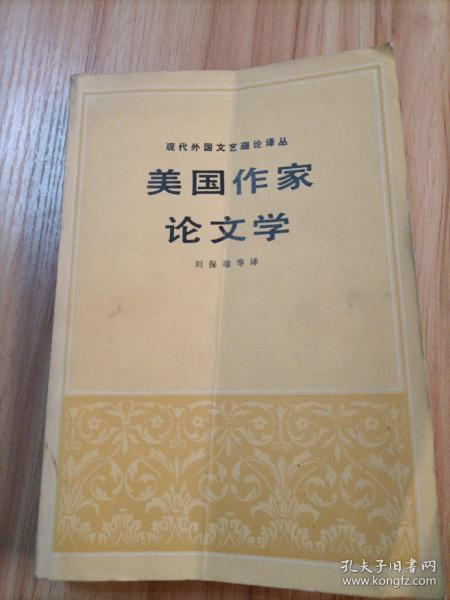 现代外国文艺理论译丛
美国作家
论文学
刘保端等译
孔夫子旧书网
www.kongfz.com